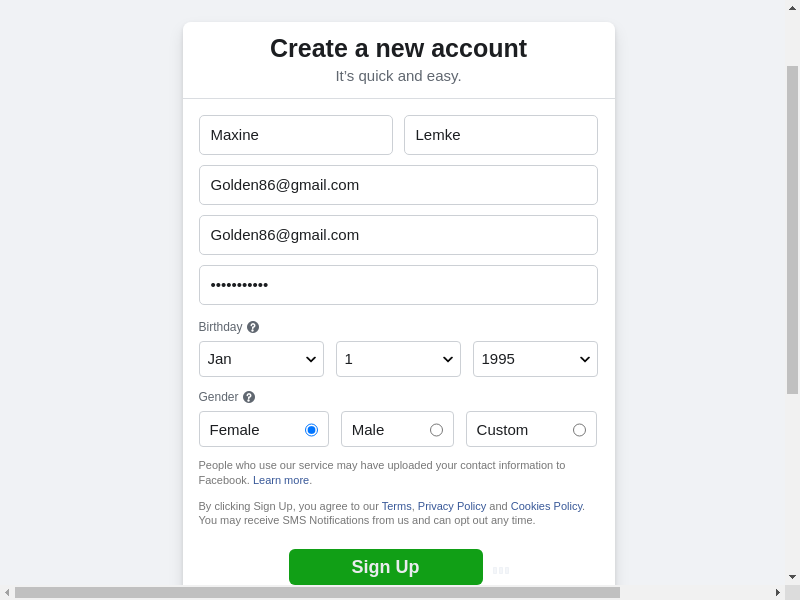 Create a new account
It's quick and easy.
Maxine
Lemke
Golden86@gmail.com
Golden86@gmail.com
•••••••••••
Birthday
Jan
1
1995
Gender
Female
Male
Custom
People who use our service may have uploaded your contact information to
Facebook. Learn more.
By clicking Sign Up, you agree to our Terms, Privacy Policy and Cookies Policy.
You may receive SMS Notifications from us and can opt out any time.
Sign Up